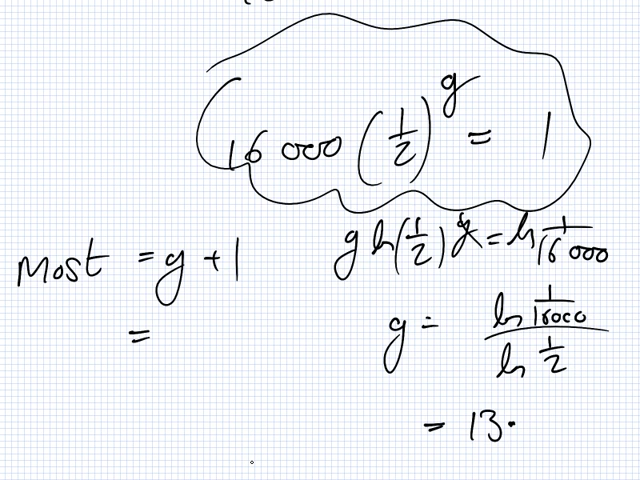 16 000 (1/2)^g = 1
Most = g + 1
=
g ln(1/2) = ln 1/16 000
g = ln 1/16000 / ln 1/2
= 13.